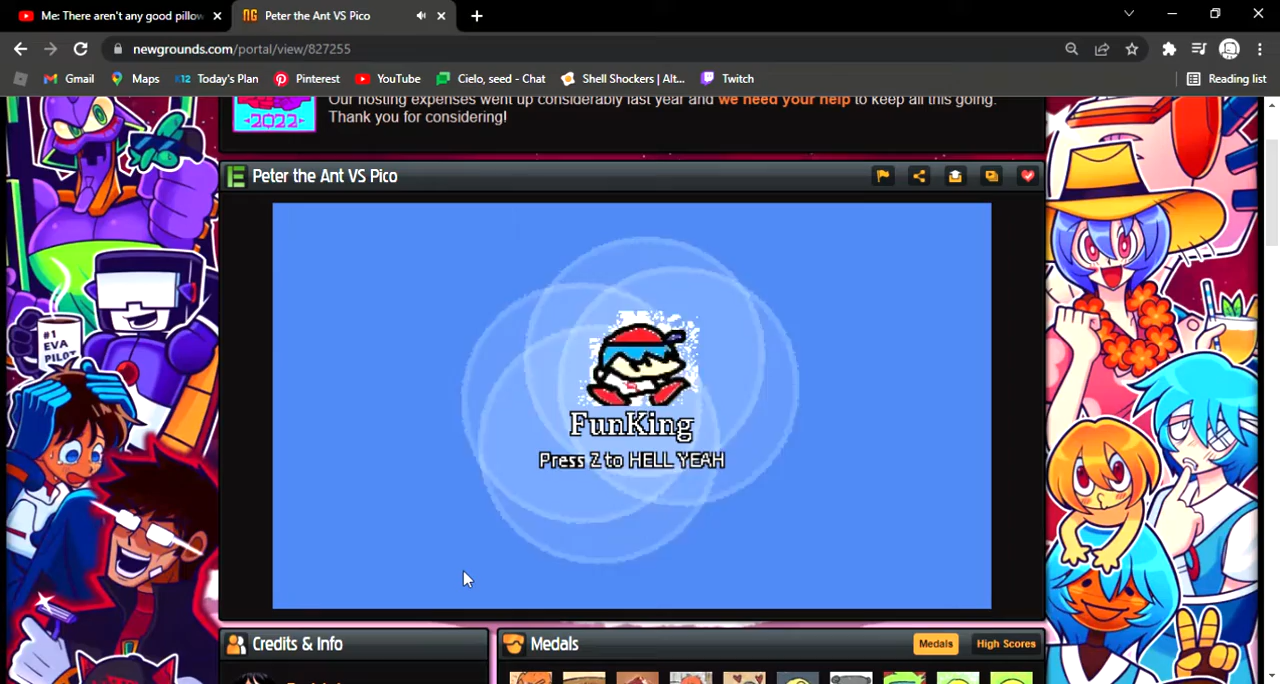 Me: There aren't any good pillow
NG Peter the Ant VS Pico
newgrounds.com/portal/view/827255
Gmail
Maps
K12 Today's Plan
Pinterest
YouTube
Cielo, seed - Chat
Shell Shockers | Alt...
Twitch
Reading list
2022
Our hosting expenses went up considerably last year and we need your help to keep all this going.
Thank you for considering!
E Peter the Ant VS Pico
#1
EVA
PILOT
FunKing
Press Z to HELL YEAH
Credits & Info
Medals
Medals
High Scores